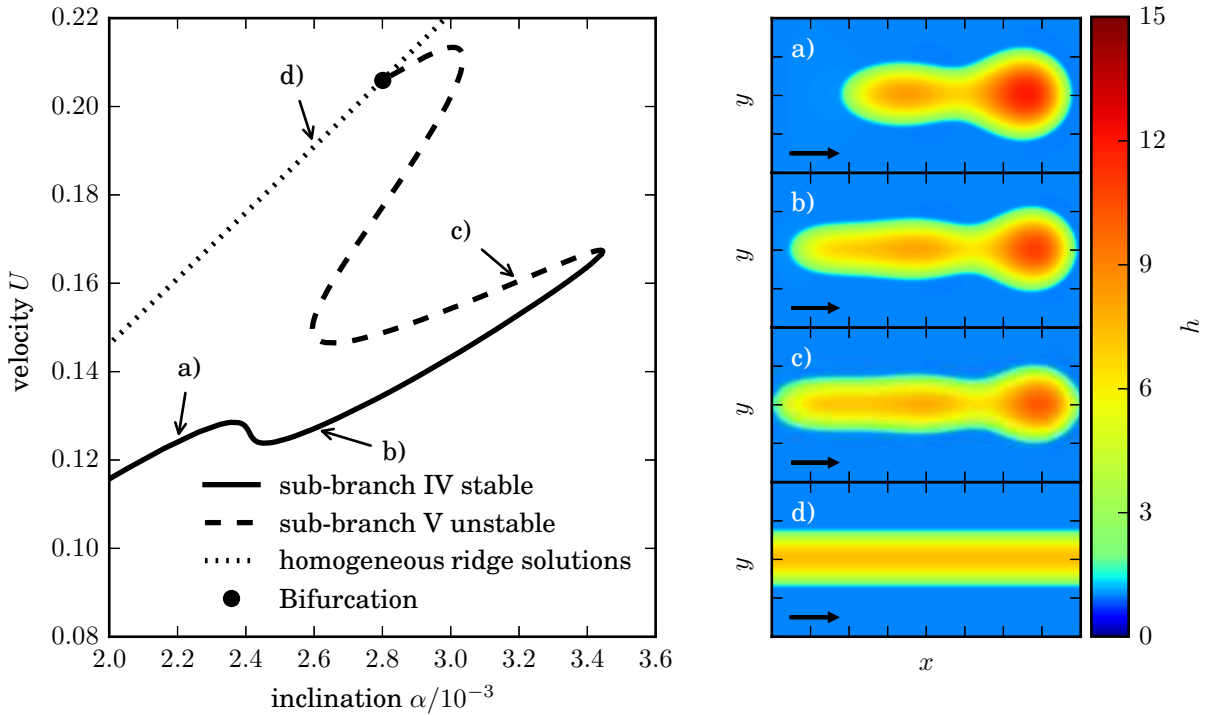 0.22
0.20
0.18
0.16
0.14
0.12
0.10
0.08
velocity U
2.0 2.2 2.4 2.6 2.8 3.0 3.2 3.4 3.6
inclination α/10⁻³
d)
c)
a)
b)
sub-branch IV stable
sub-branch V unstable
homogeneous ridge solutions
Bifurcation
a)
y
b)
y
c)
y
d)
y
x
15
12
9
6
3
0
h